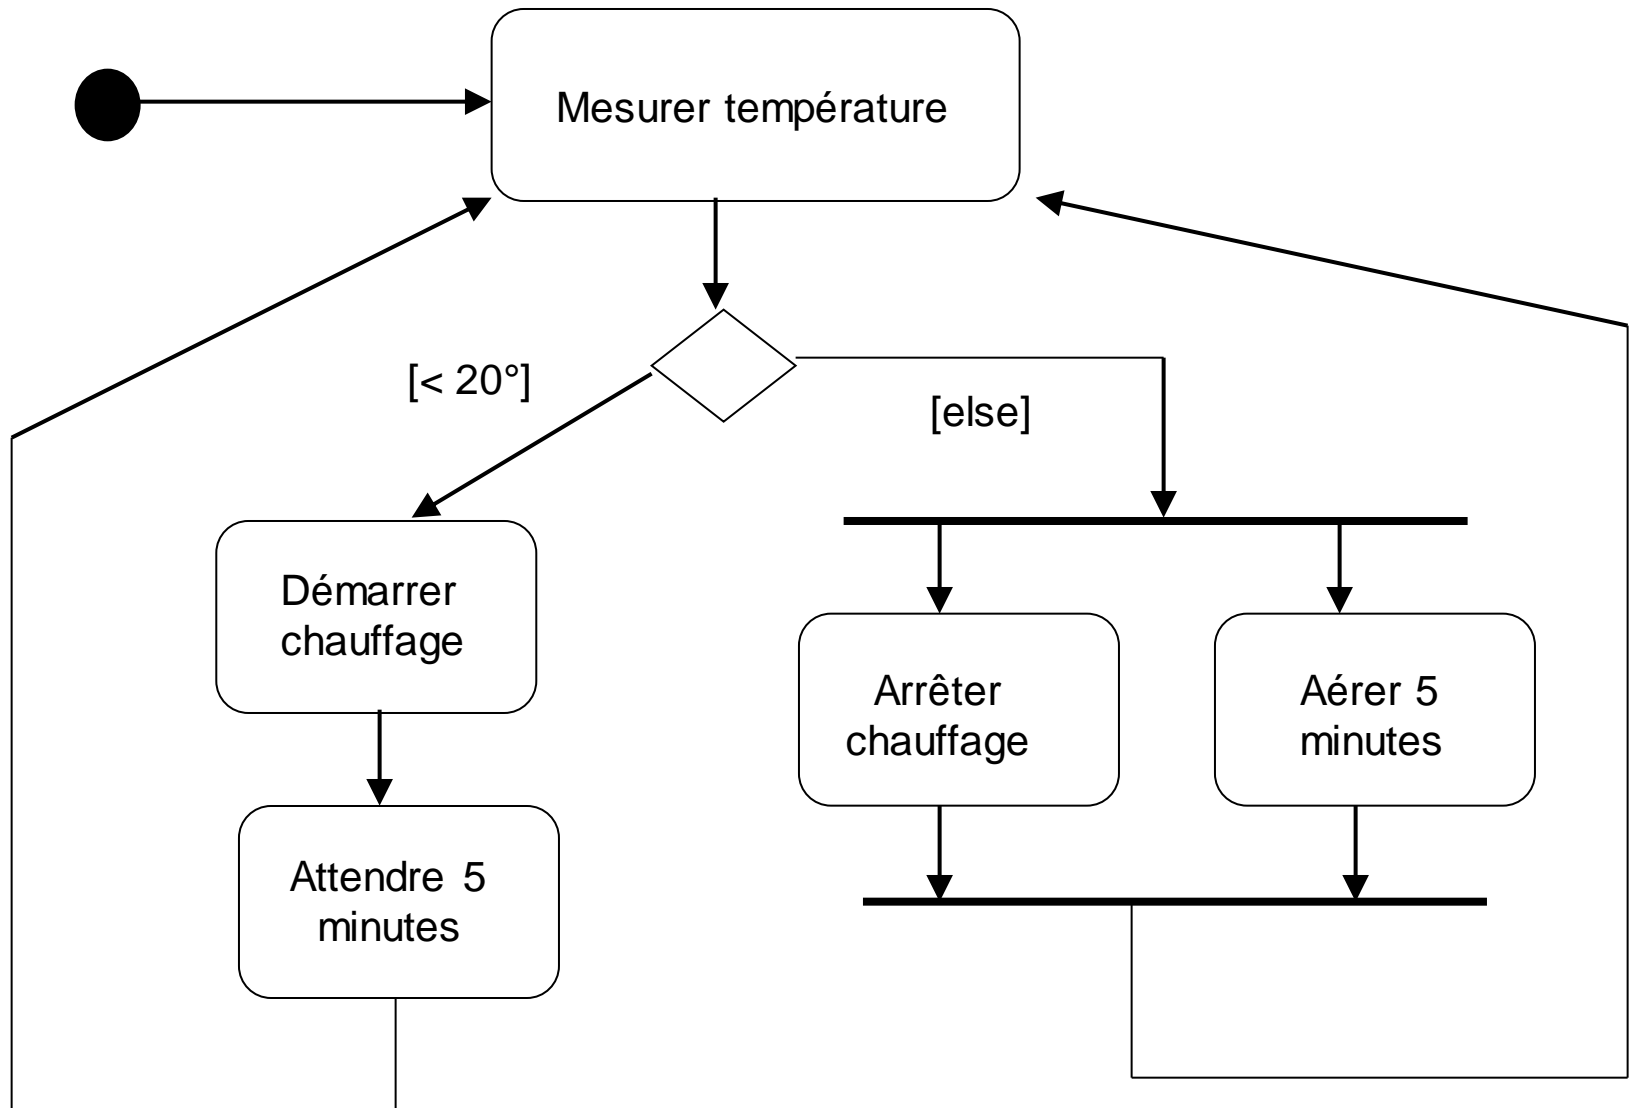 Mesurer température
[< 20°]
[else]
Démarrer
chauffage
Arrêter
chauffage
Aérer 5
minutes
Attendre 5
minutes